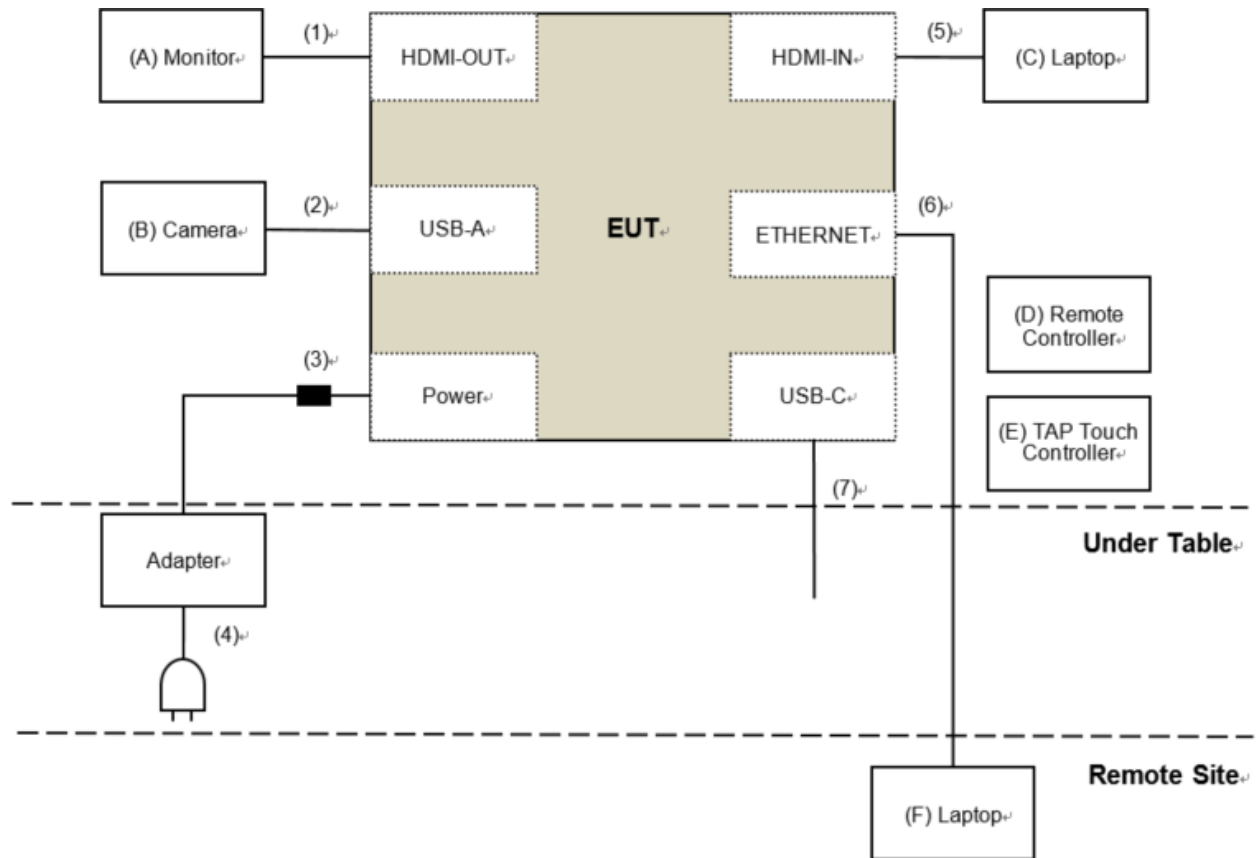 (1)
(5)
(A) Monitor
HDMI-OUT
HDMI-IN
(C) Laptop
(2)
(6)
(B) Camera
USB-A
EUT
ETHERNET
(D) Remote
Controller
(3)
Power
USB-C
(E) TAP Touch
Controller
(7)
Under Table
Adapter
(4)
Remote Site
(F) Laptop